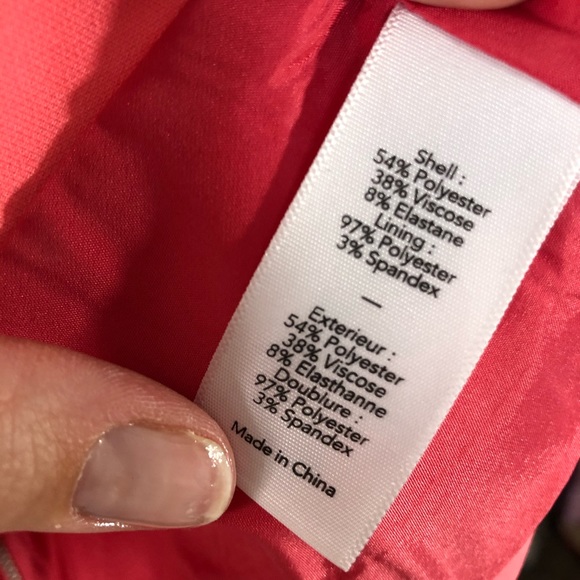 Shell :
54% Polyester
38% Viscose
8% Elastane
Lining :
97% Polyester
3% Spandex
—
Exterieur :
54% Polyester
38% Viscose
8% Elasthanne
Doublure :
97% Polyester
3% Spandex
Made in China